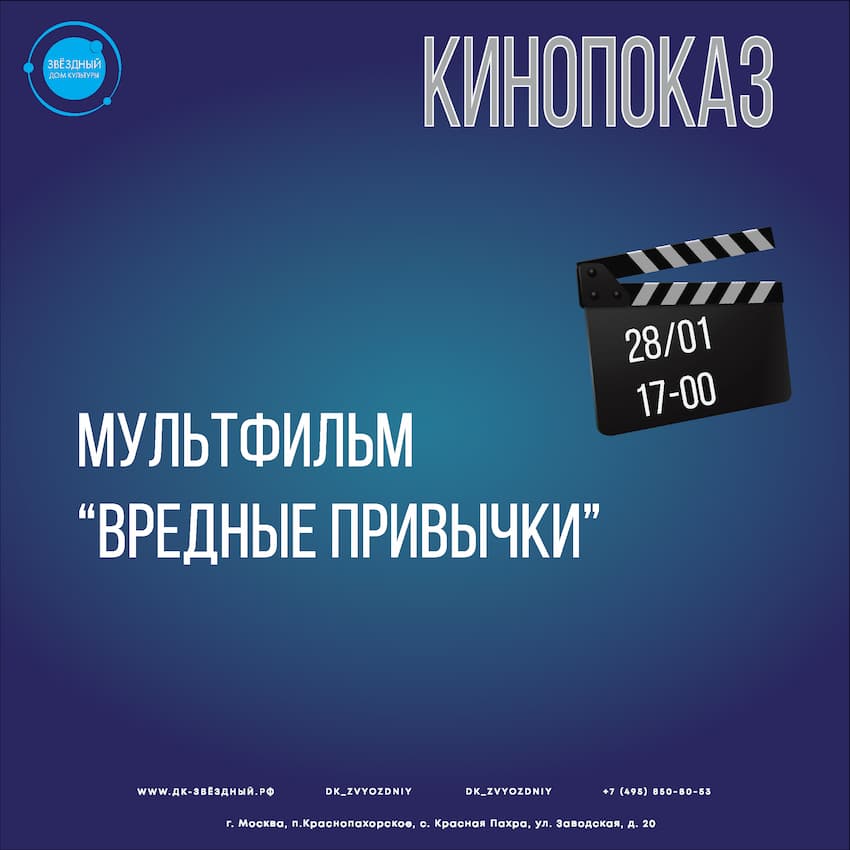 ЗВЁЗДНЫЙ
ДОМ КУЛЬТУРЫ
КИНОПОКАЗ
28/01
17-00
МУЛЬТФИЛЬМ
“ВРЕДНЫЕ ПРИВЫЧКИ”
WWW.ДК-ЗВЁЗДНЫЙ.РФ DK_ZVYOZDNIY DK_ZVYOZDNIY +7 (495) 850-80-53
г. Москва, п.Краснопахорское, с. Красная Пахра, ул. Заводская, д. 20